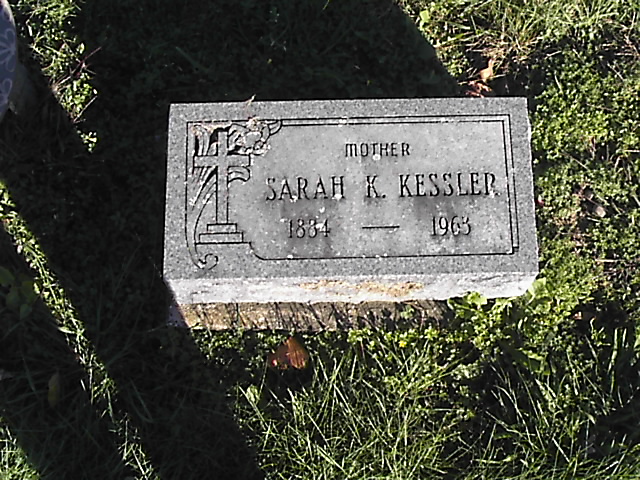 MOTHER
SARAH K. KESSLER
1884 — 1963